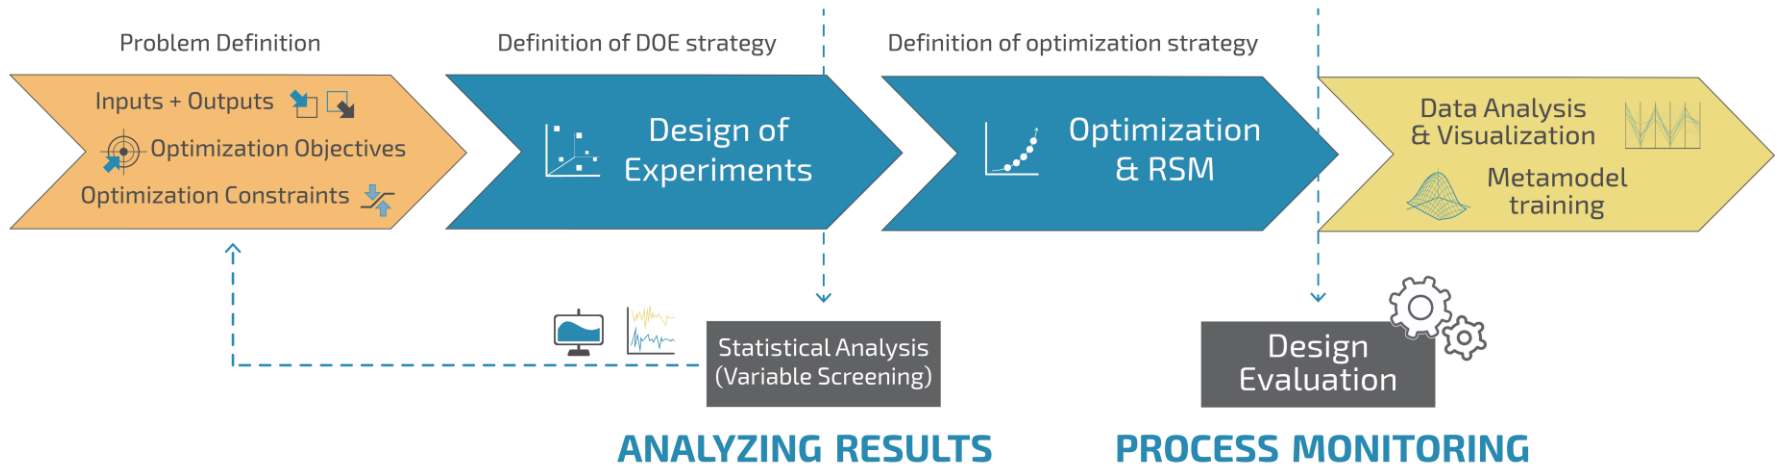 Problem Definition
Definition of DOE strategy
Definition of optimization strategy
Inputs + Outputs
Optimization Objectives
Optimization Constraints
Design of
Experiments
Optimization
& RSM
Data Analysis
& Visualization
Metamodel
training
Statistical Analysis
(Variable Screening)
Design
Evaluation
ANALYZING RESULTS
PROCESS MONITORING